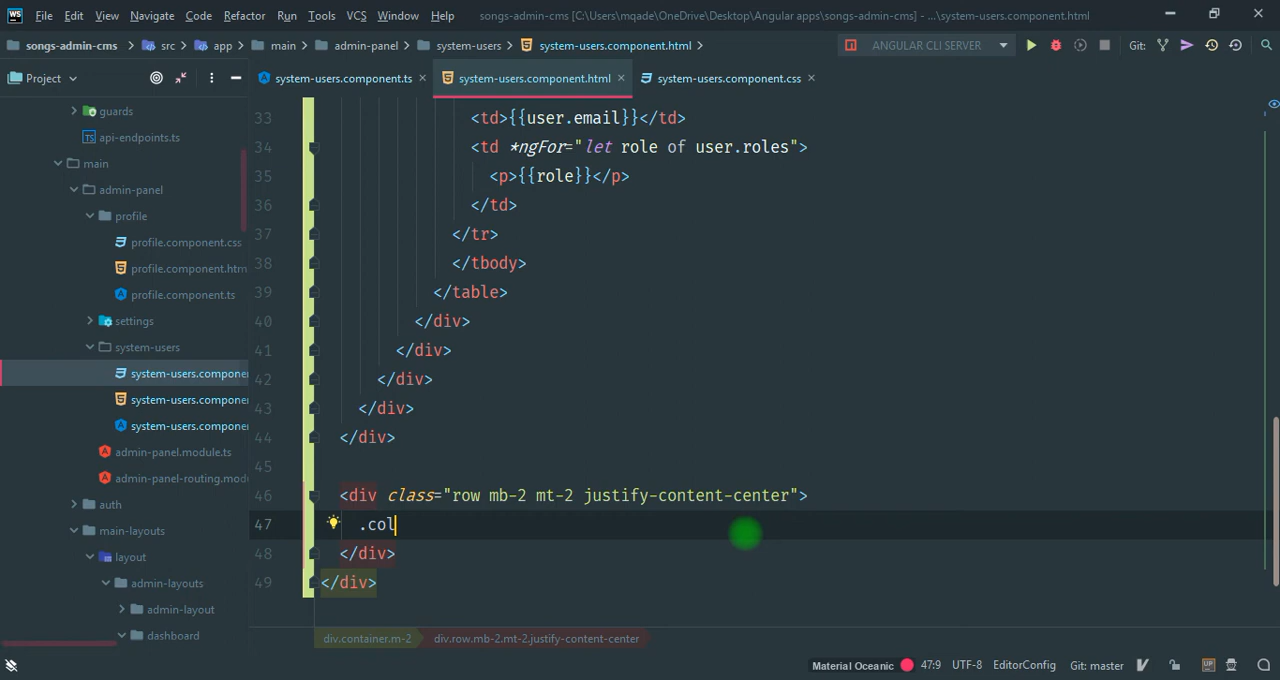 File Edit View Navigate Code Refactor Run Tools VCS Window Help songs-admin-cms [C:\Users\mqade\OneDrive\Desktop\Angular apps\songs-admin-cms] - ...\system-users.component.html
songs-admin-cms src app main admin-panel system-users system-users.component.html ANGULAR CLI SERVER Git:
Project system-users.component.ts system-users.component.html system-users.component.css
guards
api-endpoints.ts
main
admin-panel
profile
profile.component.css
profile.component.htm
profile.component.ts
settings
system-users
system-users.componer
system-users.componer
system-users.componer
admin-panel.module.ts
admin-panel-routing.mod
auth
main-layouts
layout
admin-layouts
admin-layout
dashboard
33 <td>{{user.email}}</td>
34 <td *ngFor="let role of user.roles">
35 <p>{{role}}</p>
36 </td>
37 </tr>
38 </tbody>
39 </table>
40 </div>
41 </div>
42 </div>
43 </div>
44 </div>
45
46 <div class="row mb-2 mt-2 justify-content-center">
47 .col
48 </div>
49 </div>
div.container.m-2 div.row.mb-2.mt-2.justify-content-center
Material Oceanic 47:9 UTF-8 EditorConfig Git: master